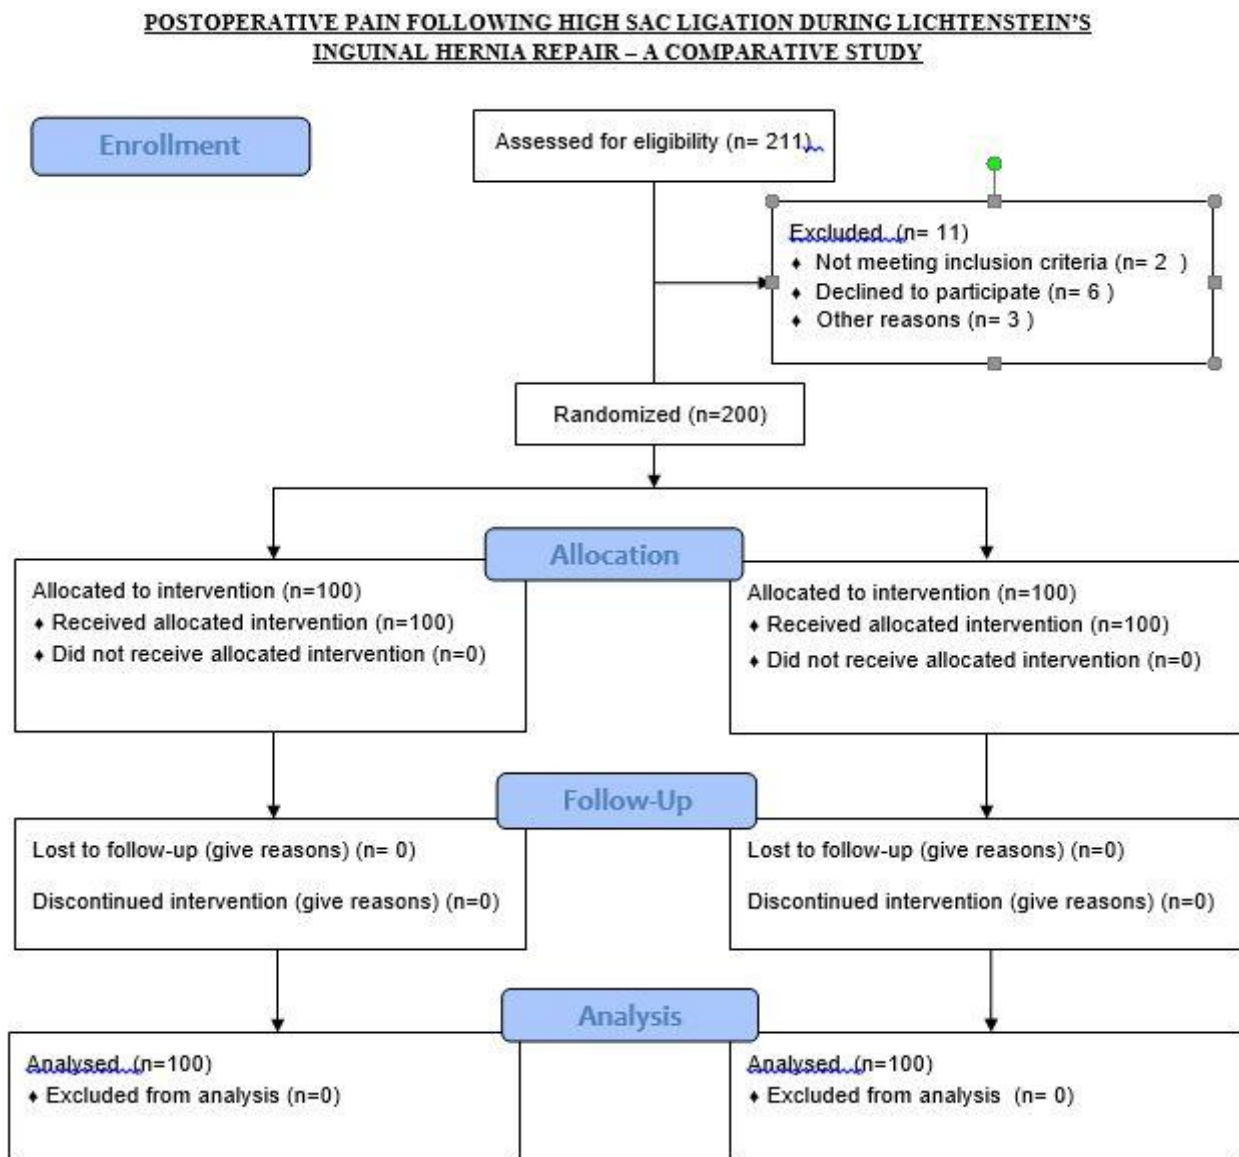 POSTOPERATIVE PAIN FOLLOWING HIGH SAC LIGATION DURING LICHTENSTEIN’S
INGUINAL HERNIA REPAIR – A COMPARATIVE STUDY
Enrollment
Assessed for eligibility (n= 211)
Excluded (n= 11)
♦ Not meeting inclusion criteria (n= 2 )
♦ Declined to participate (n= 6 )
♦ Other reasons (n= 3 )
Randomized (n=200)
Allocation
Allocated to intervention (n=100)
♦ Received allocated intervention (n=100)
♦ Did not receive allocated intervention (n=0)
Allocated to intervention (n=100)
♦ Received allocated intervention (n=100)
♦ Did not receive allocated intervention (n=0)
Follow-Up
Lost to follow-up (give reasons) (n= 0)
Discontinued intervention (give reasons) (n=0)
Lost to follow-up (give reasons) (n=0)
Discontinued intervention (give reasons) (n=0)
Analysis
Analysed (n=100)
♦ Excluded from analysis (n=0)
Analysed (n=100)
♦ Excluded from analysis (n= 0)